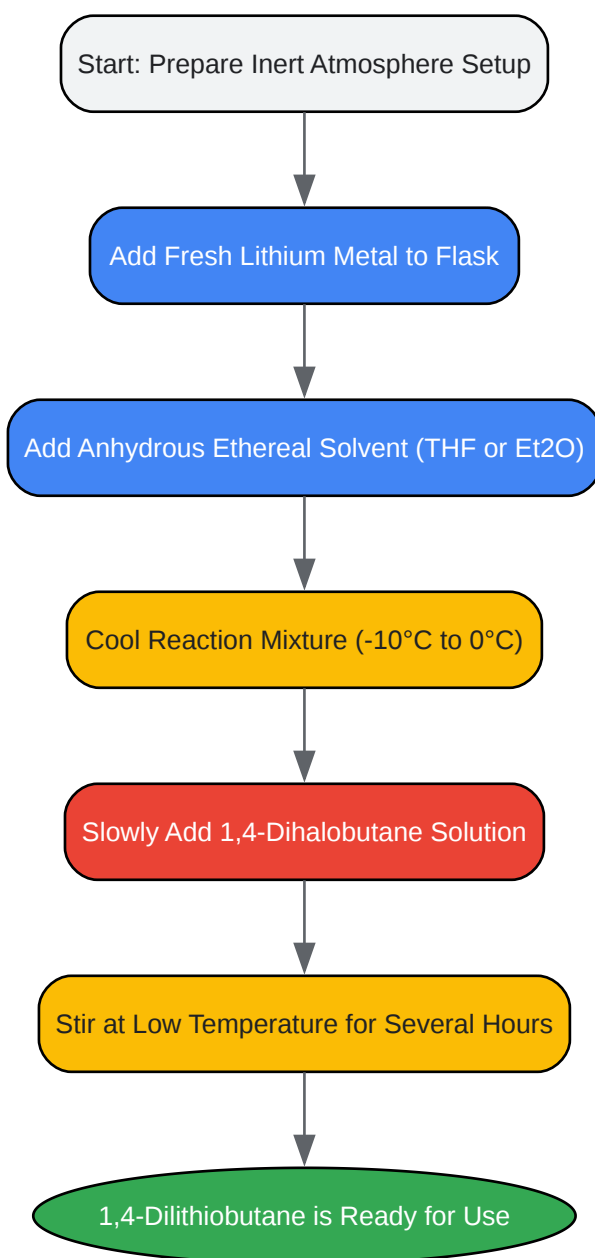 Start: Prepare Inert Atmosphere Setup
Add Fresh Lithium Metal to Flask
Add Anhydrous Ethereal Solvent (THF or Et2O)
Cool Reaction Mixture (-10°C to 0°C)
Slowly Add 1,4-Dihalobutane Solution
Stir at Low Temperature for Several Hours
1,4-Dilithiobutane is Ready for Use